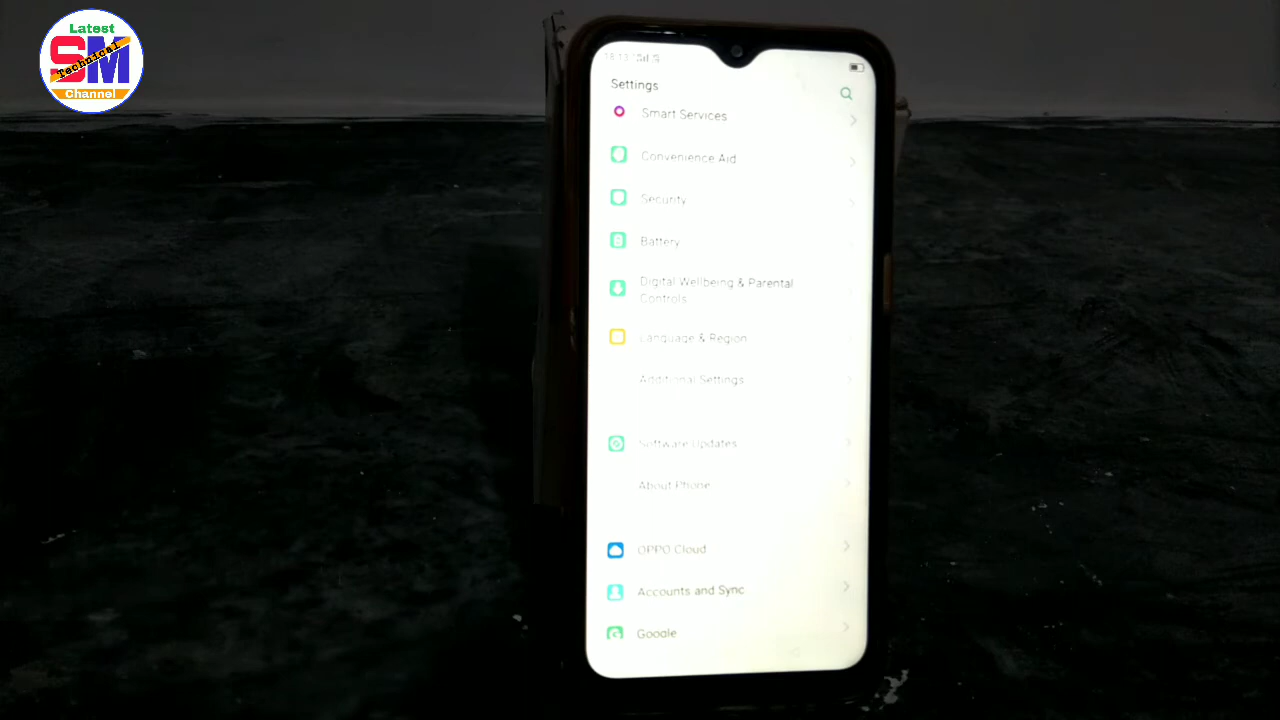 Latest
SM
Technical
Channel
Settings
Smart Services
Convenience Aid
Security
Battery
Digital Wellbeing & Parental
Controls
Language & Region
Additional Settings
Software Updates
About Phone
OPPO Cloud
Accounts and Sync
Google